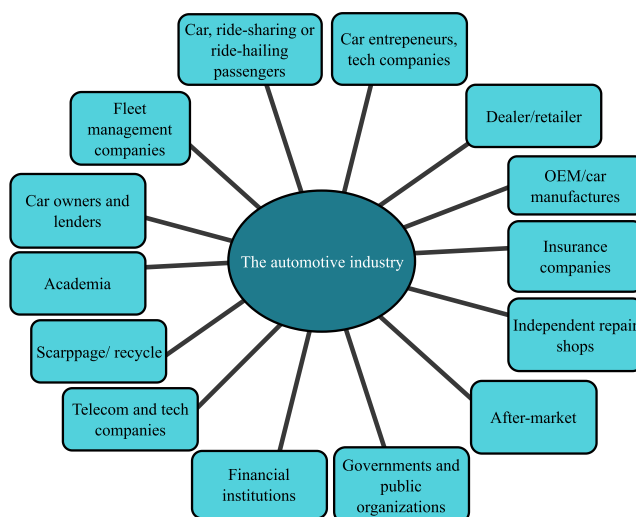 Car, ride-sharing or
ride-hailing
passengers
Car entrepeneurs,
tech companies
Fleet
management
companies
Dealer/retailer
OEM/car
manufactures
Car owners and
lenders
Insurance
companies
The automotive industry
Academia
Independent repair
shops
Scarppage/ recycle
Telecom and tech
companies
After-market
Financial
institutions
Governments and
public
organizations